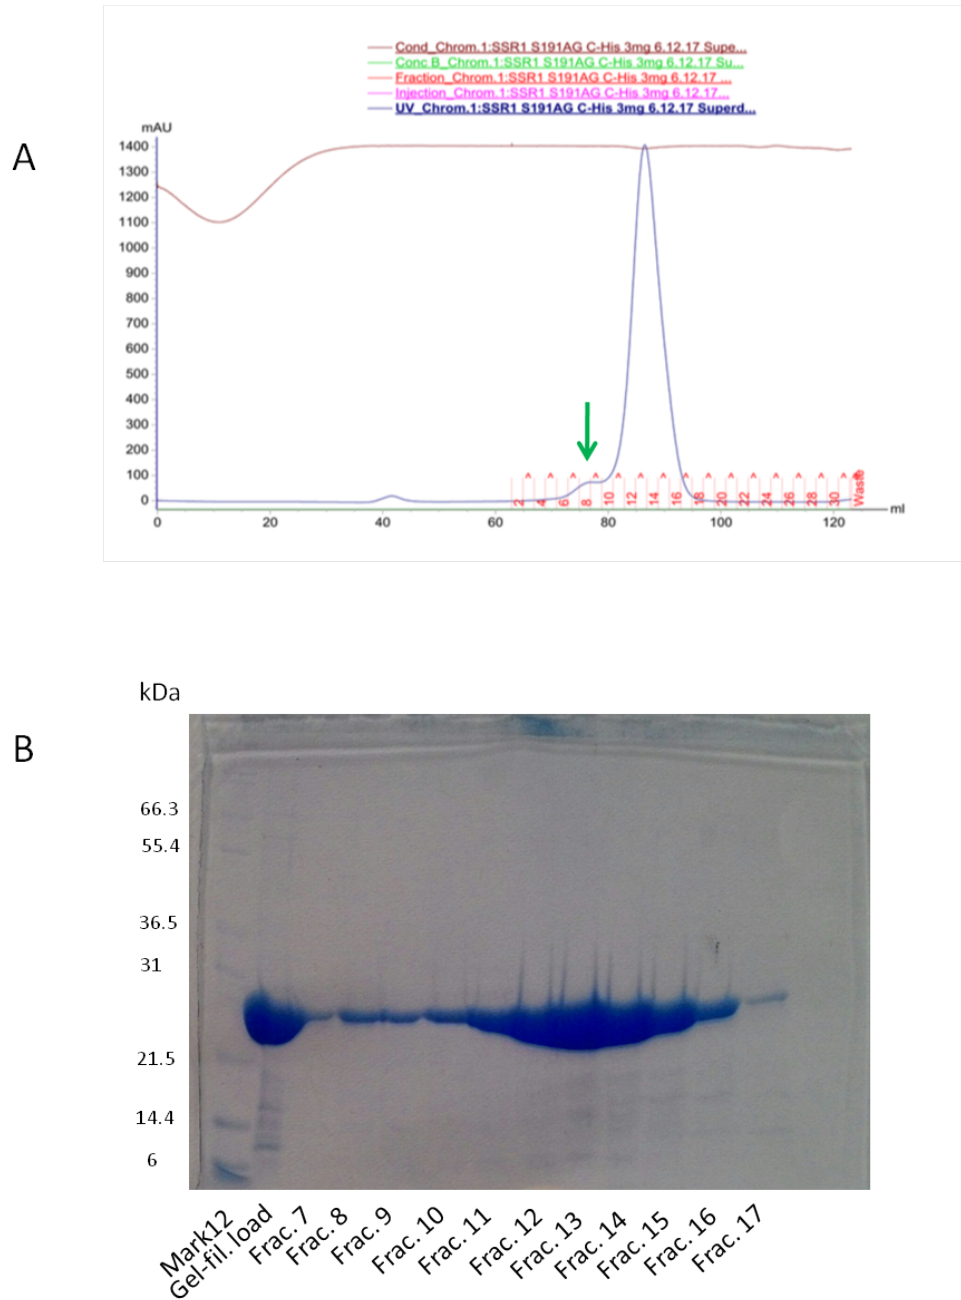 A
Cond_Chrom.1:SSR1 S191AG C-His 3mg 6.12.17 Supe...
Conc B_Chrom.1:SSR1 S191AG C-His 3mg 6.12.17 Su...
Fraction_Chrom.1:SSR1 S191AG C-His 3mg 6.12.17 ...
Injection_Chrom.1:SSR1 S191AG C-His 3mg 6.12.17...
UV_Chrom.1:SSR1 S191AG C-His 3mg 6.12.17 Superd...
mAU
1400
1300
1200
1100
1000
900
800
700
600
500
400
300
200
100
0
2 4 6 8 10 12 14 16 18 20 22 24 26 28 30 Waste
0 20 40 60 80 100 120 ml
B
kDa
66.3
55.4
36.5
31
21.5
14.4
6
Mark12
Gel-fil. load
Frac. 7
Frac. 8
Frac. 9
Frac. 10
Frac. 11
Frac. 12
Frac. 13
Frac. 14
Frac. 15
Frac. 16
Frac. 17